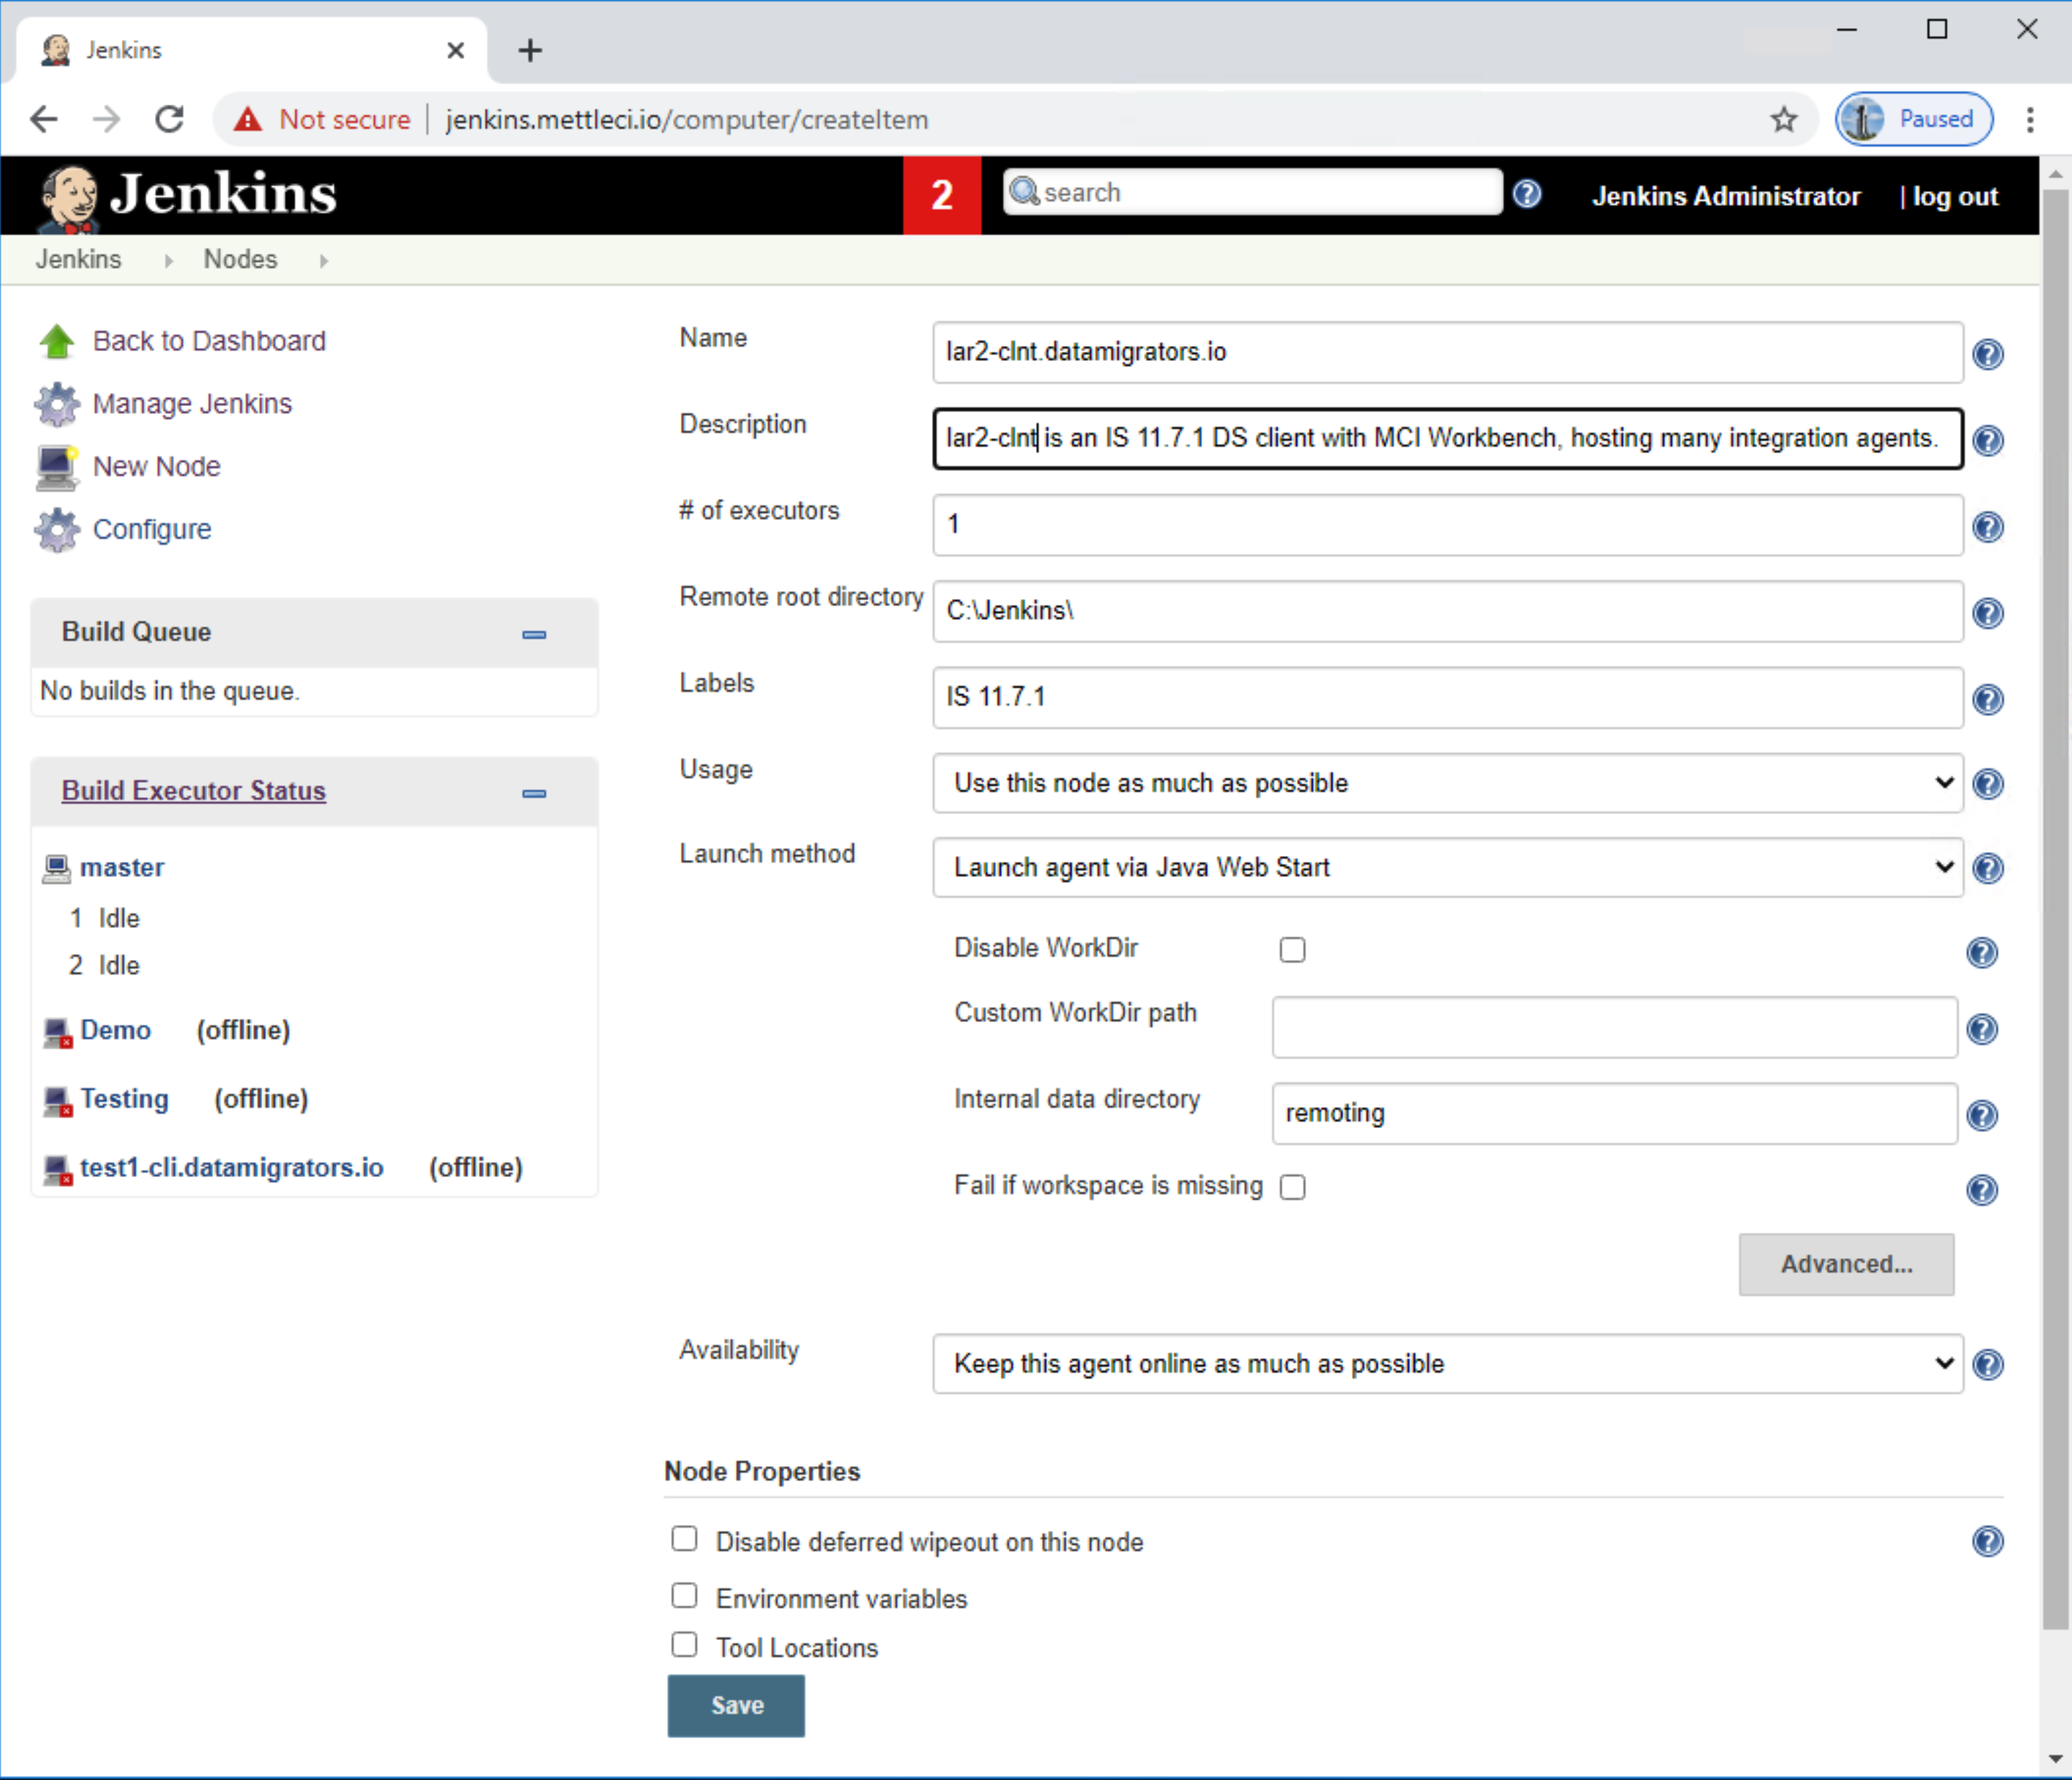 Jenkins
Not secure | jenkins.mettleci.io/computer/createItem
Paused
Jenkins
2
search
Jenkins Administrator | log out
Jenkins Nodes
Back to Dashboard
Manage Jenkins
New Node
Configure
Build Queue
No builds in the queue.
Build Executor Status
master
1 Idle
2 Idle
Demo (offline)
Testing (offline)
test1-cli.datamigrators.io (offline)
Name lar2-clnt.datamigrators.io
Description lar2-clnt is an IS 11.7.1 DS client with MCI Workbench, hosting many integration agents.
# of executors 1
Remote root directory C:\Jenkins\
Labels IS 11.7.1
Usage Use this node as much as possible
Launch method Launch agent via Java Web Start
Disable WorkDir
Custom WorkDir path
Internal data directory remoting
Fail if workspace is missing
Advanced...
Availability Keep this agent online as much as possible
Node Properties
Disable deferred wipeout on this node
Environment variables
Tool Locations
Save